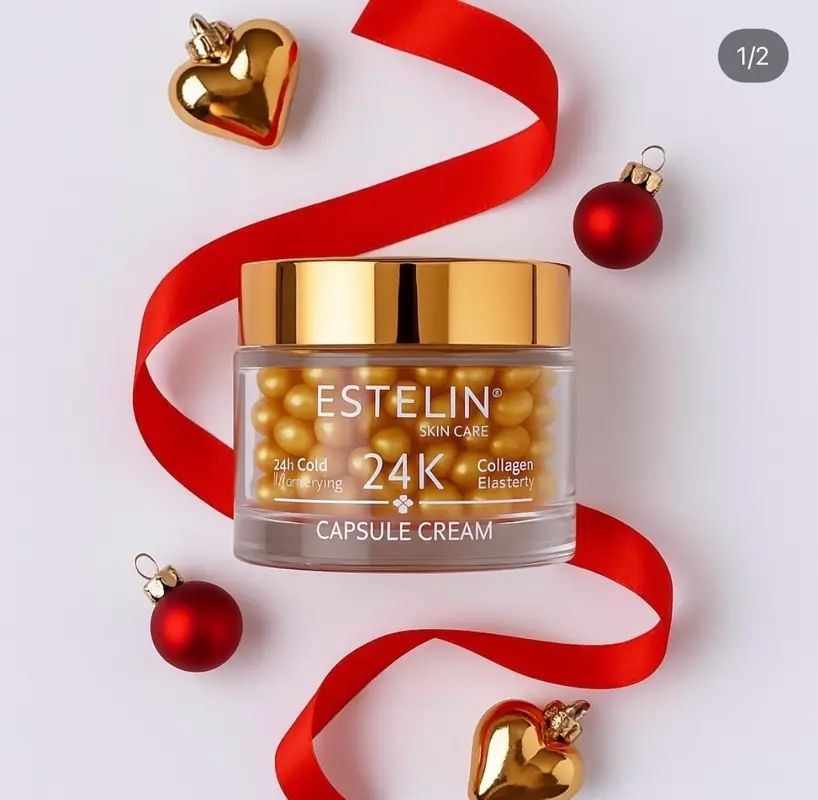 1/2
ESTELIN®
SKIN CARE
24h Cold
24K
Collagen
Elasterty
CAPSULE CREAM